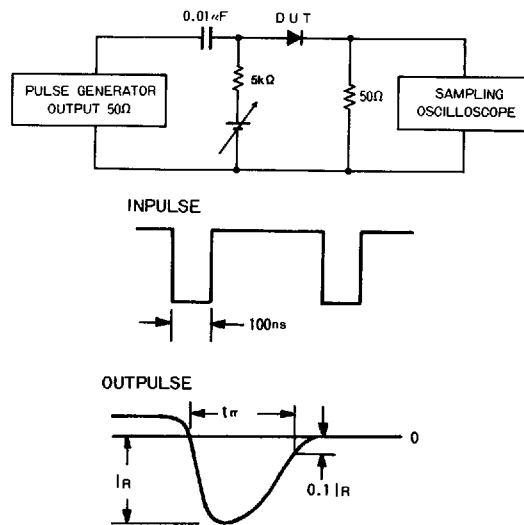 0.01μF
DUT
PULSE GENERATOR
OUTPUT 50Ω
5kΩ
50Ω
SAMPLING
OSCILLOSCOPE
INPULSE
100ns
OUTPULSE
trr
0
IR
0.1 IR